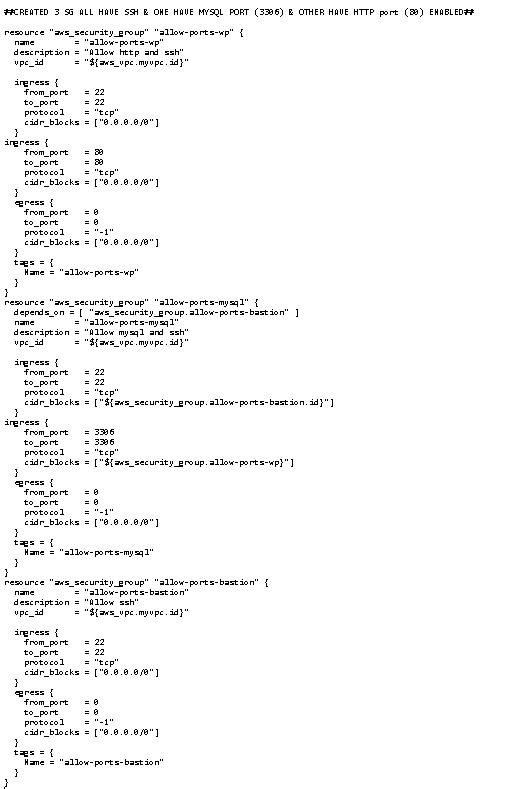 ##CREATED 3 SG ALL HAVE SSH & ONE HAVE MYSQL PORT (3306) & OTHER HAVE HTTP port (80) ENABLED##
resource "aws_security_group" "allow-ports-wp" {
  name        = "allow-ports-wp"
  description = "Allow http and ssh"
  vpc_id      = "${aws_vpc.myvpc.id}"
  ingress {
    from_port   = 22
    to_port     = 22
    protocol    = "tcp"
    cidr_blocks = ["0.0.0.0/0"]
  }
ingress {
    from_port   = 80
    to_port     = 80
    protocol    = "tcp"
    cidr_blocks = ["0.0.0.0/0"]
  }
  egress {
    from_port   = 0
    to_port     = 0
    protocol    = "-1"
    cidr_blocks = ["0.0.0.0/0"]
  }
  tags = {
    Name = "allow-ports-wp"
  }
}
resource "aws_security_group" "allow-ports-mysql" {
  depends_on = [ "aws_security_group.allow-ports-bastion" ]
  name        = "allow-ports-mysql"
  description = "Allow mysql and ssh"
  vpc_id      = "${aws_vpc.myvpc.id}"
  ingress {
    from_port   = 22
    to_port     = 22
    protocol    = "tcp"
    cidr_blocks = ["${aws_security_group.allow-ports-bastion.id}"]
  }
ingress {
    from_port   = 3306
    to_port     = 3306
    protocol    = "tcp"
    cidr_blocks = ["${aws_security_group.allow-ports-wp}"]
  }
  egress {
    from_port   = 0
    to_port     = 0
    protocol    = "-1"
    cidr_blocks = ["0.0.0.0/0"]
  }
  tags = {
    Name = "allow-ports-mysql"
  }
}
resource "aws_security_group" "allow-ports-bastion" {
  name        = "allow-ports-bastion"
  description = "Allow ssh"
  vpc_id      = "${aws_vpc.myvpc.id}"
  ingress {
    from_port   = 22
    to_port     = 22
    protocol    = "tcp"
    cidr_blocks = ["0.0.0.0/0"]
  }
  egress {
    from_port   = 0
    to_port     = 0
    protocol    = "-1"
    cidr_blocks = ["0.0.0.0/0"]
  }
  tags = {
    Name = "allow-ports-bastion"
  }
}